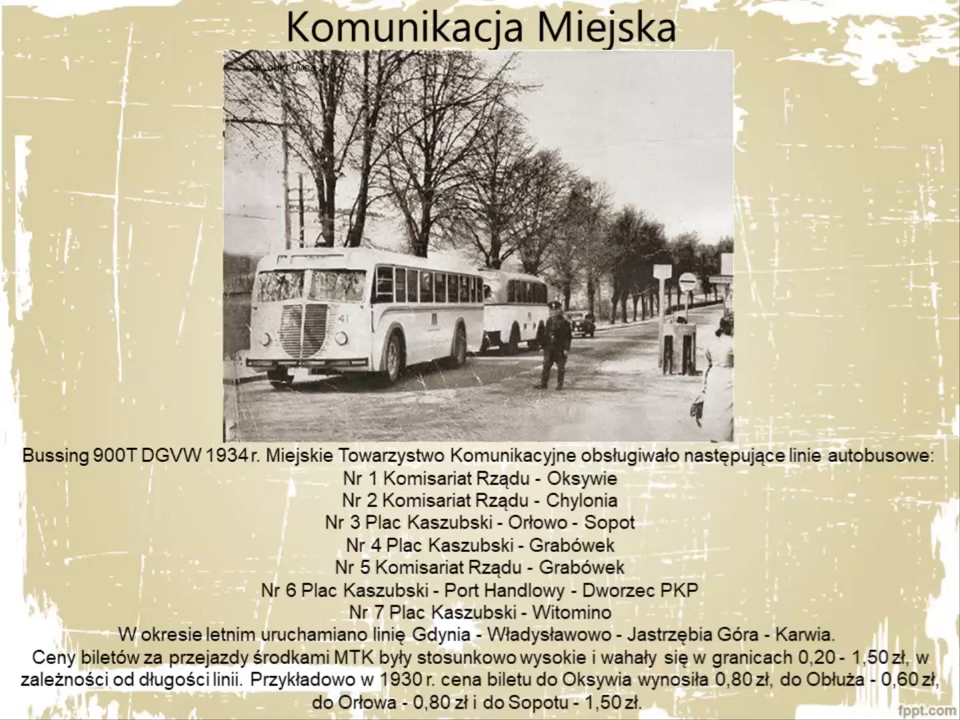 Komunikacja Miejska
41
Bussing 900T DGVW 1934 r. Miejskie Towarzystwo Komunikacyjne obsługiwało następujące linie autobusowe:
Nr 1 Komisariat Rządu - Oksywie
Nr 2 Komisariat Rządu - Chylonia
Nr 3 Plac Kaszubski - Orłowo - Sopot
Nr 4 Plac Kaszubski - Grabówek
Nr 5 Komisariat Rządu - Grabówek
Nr 6 Plac Kaszubski - Port Handlowy - Dworzec PKP
Nr 7 Plac Kaszubski - Witomino
W okresie letnim uruchamiano linię Gdynia - Władysławowo - Jastrzębia Góra - Karwia.
Ceny biletów za przejazdy środkami MTK były stosunkowo wysokie i wahały się w granicach 0,20 - 1,50 zł, w
zależności od długości linii. Przykładowo w 1930 r. cena biletu do Oksywia wynosiła 0,80 zł, do Obłuża - 0,60 zł,
do Orłowa - 0,80 zł i do Sopotu - 1,50 zł.
fppt.com